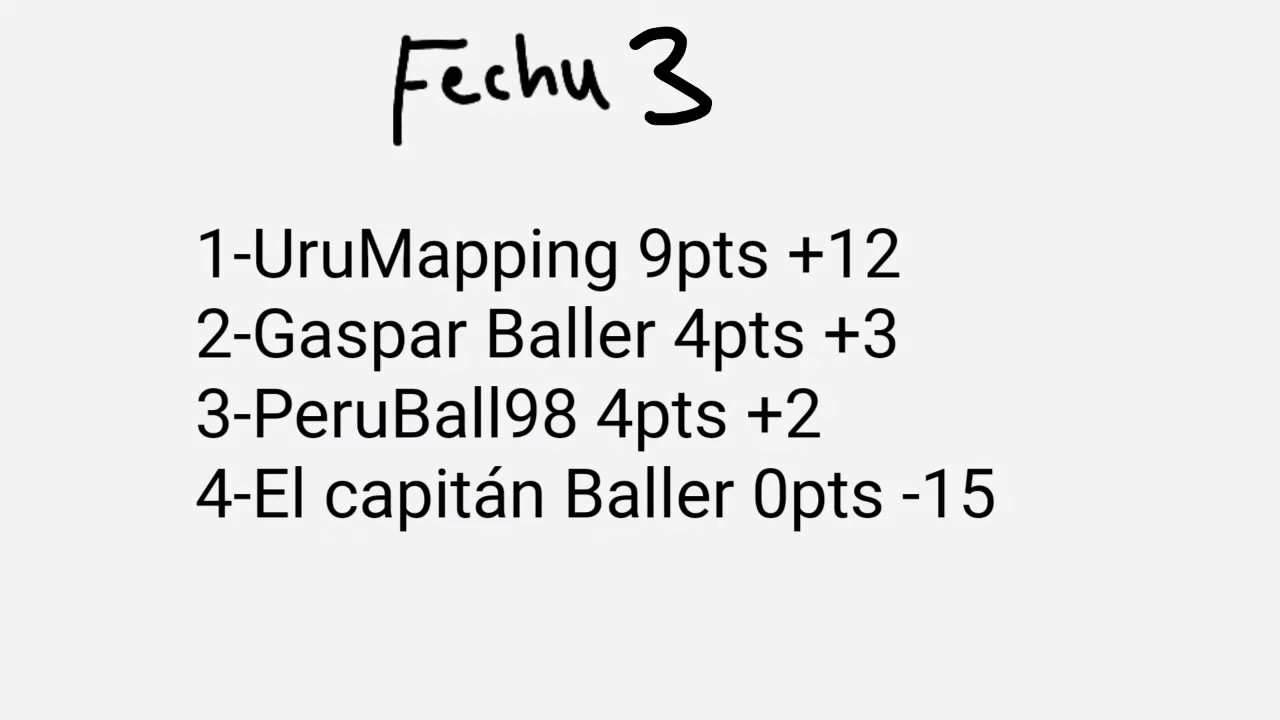 Fechu 3
1-UruMapping 9pts +12
2-Gaspar Baller 4pts +3
3-PeruBall98 4pts +2
4-El capitán Baller 0pts -15